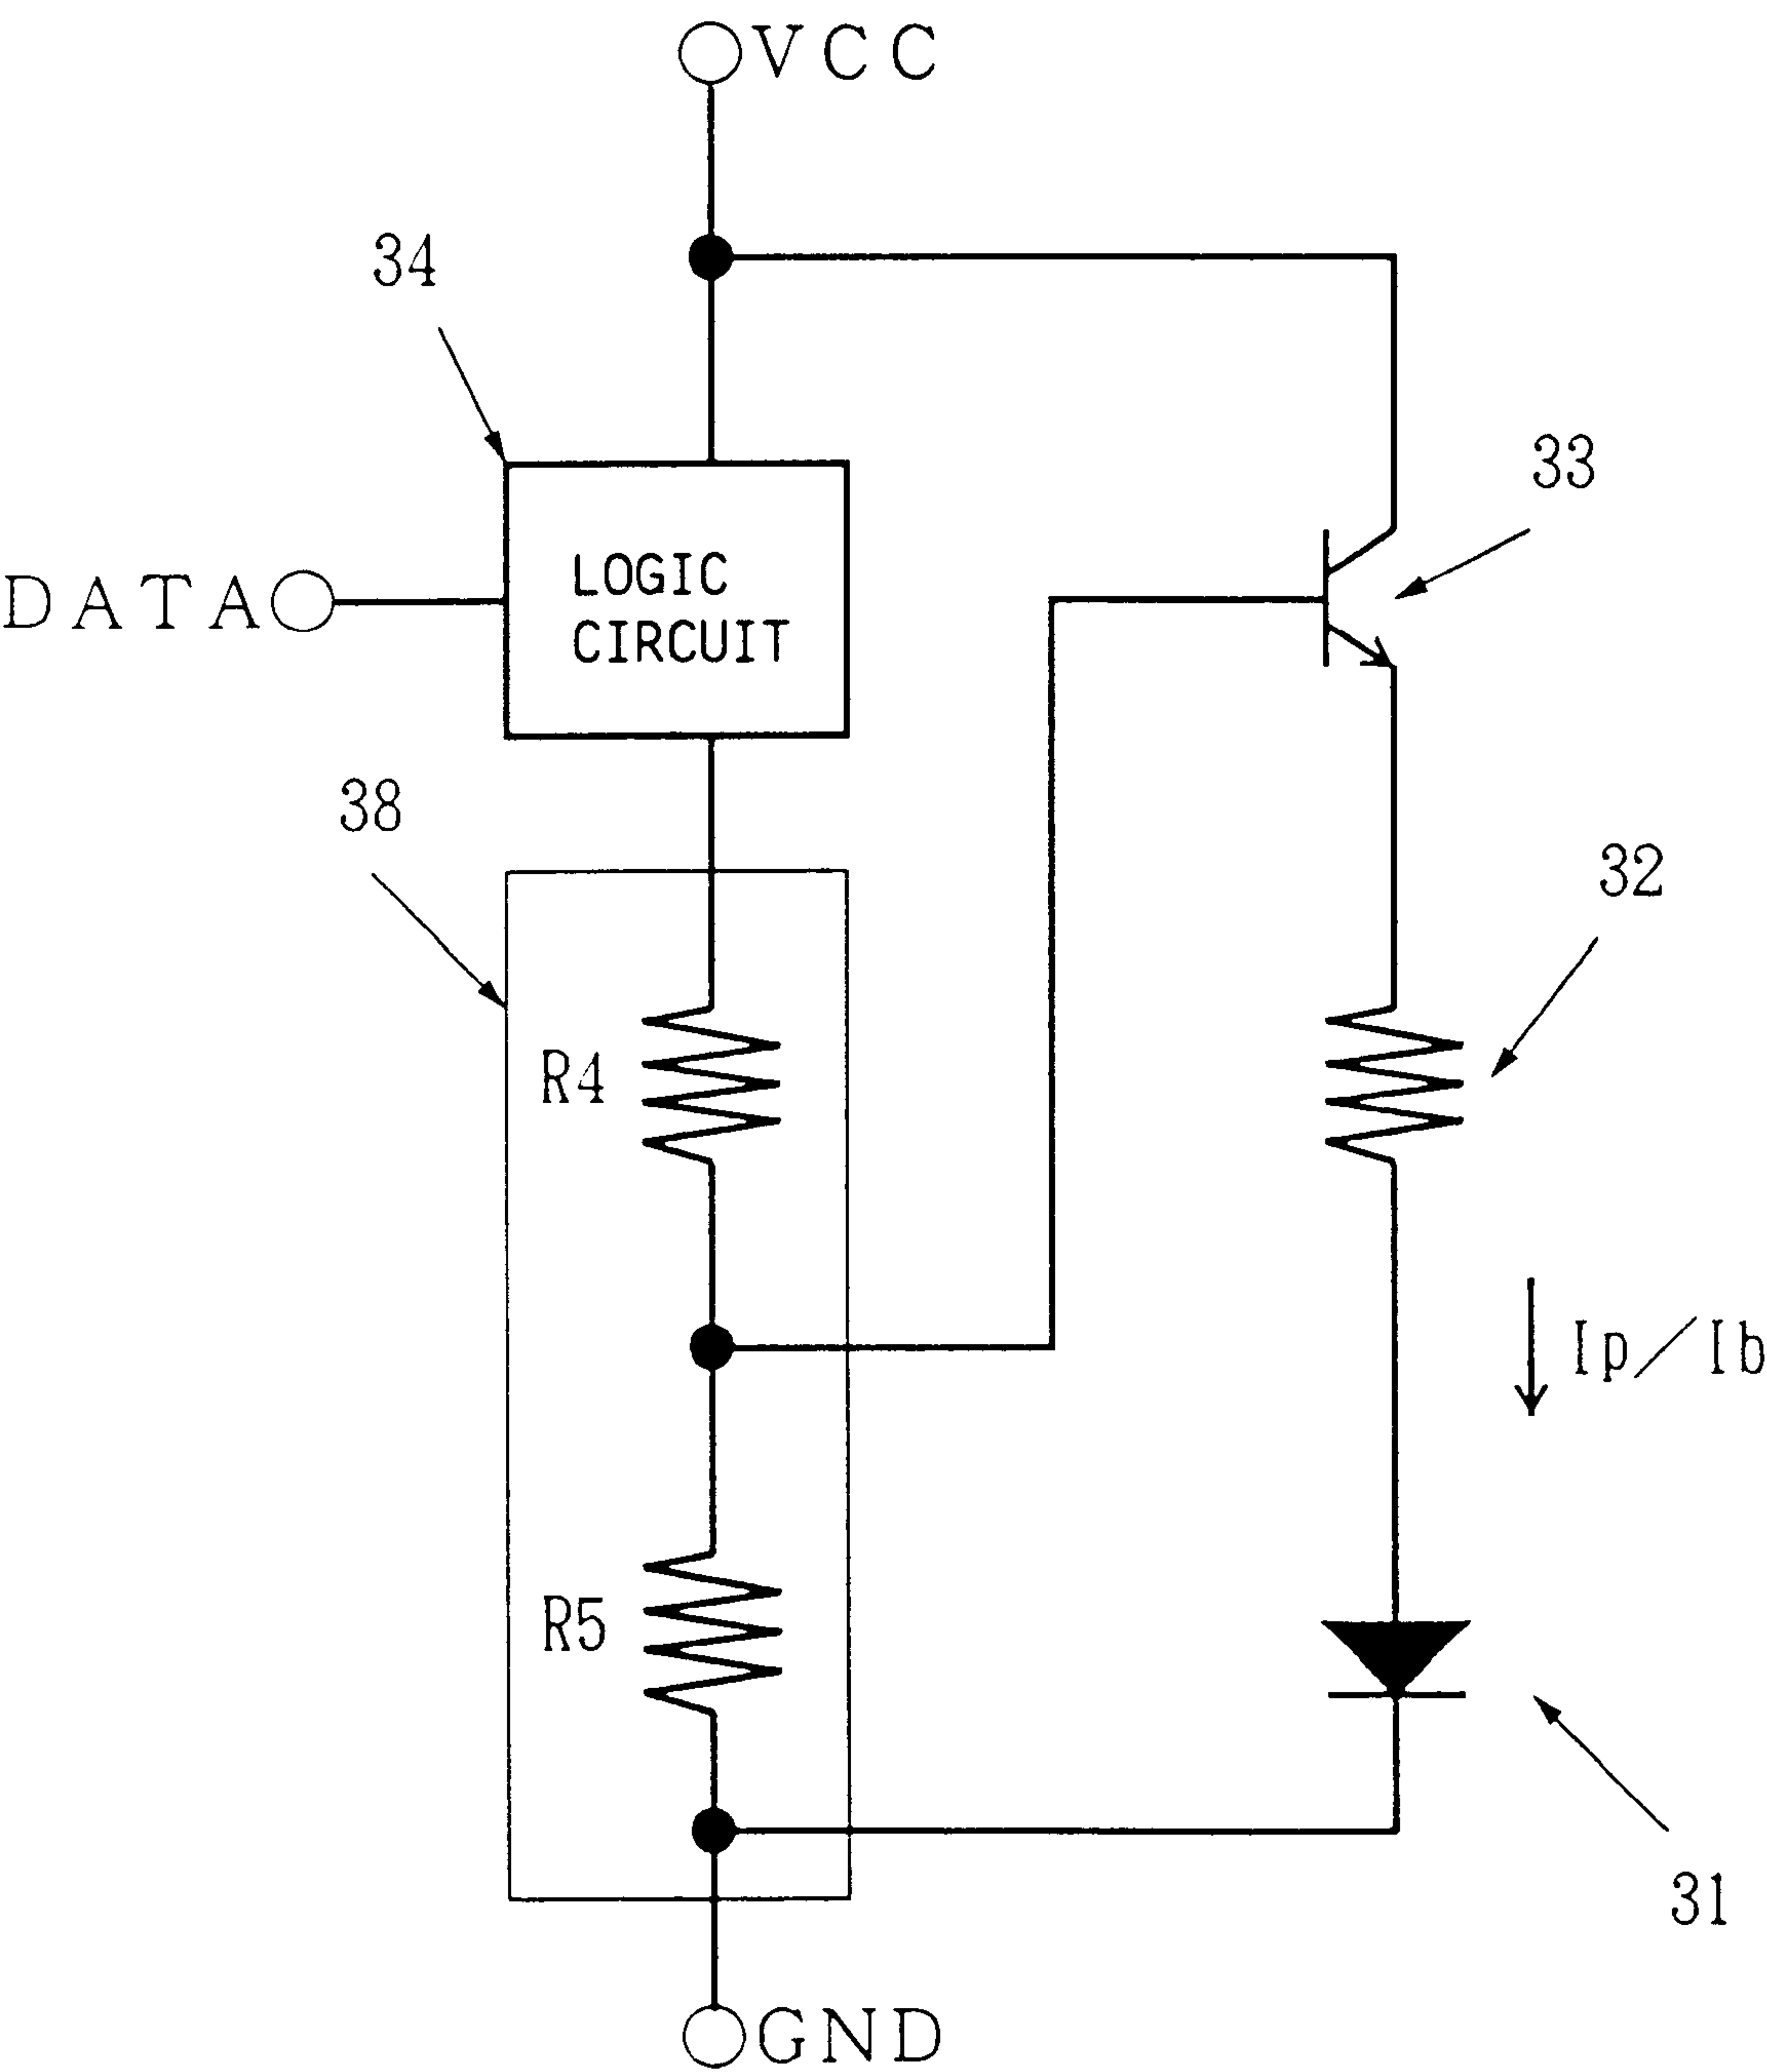 VCC
34
33
DATA
LOGIC
CIRCUIT
38
32
R4
Ip/Ib
R5
31
GND